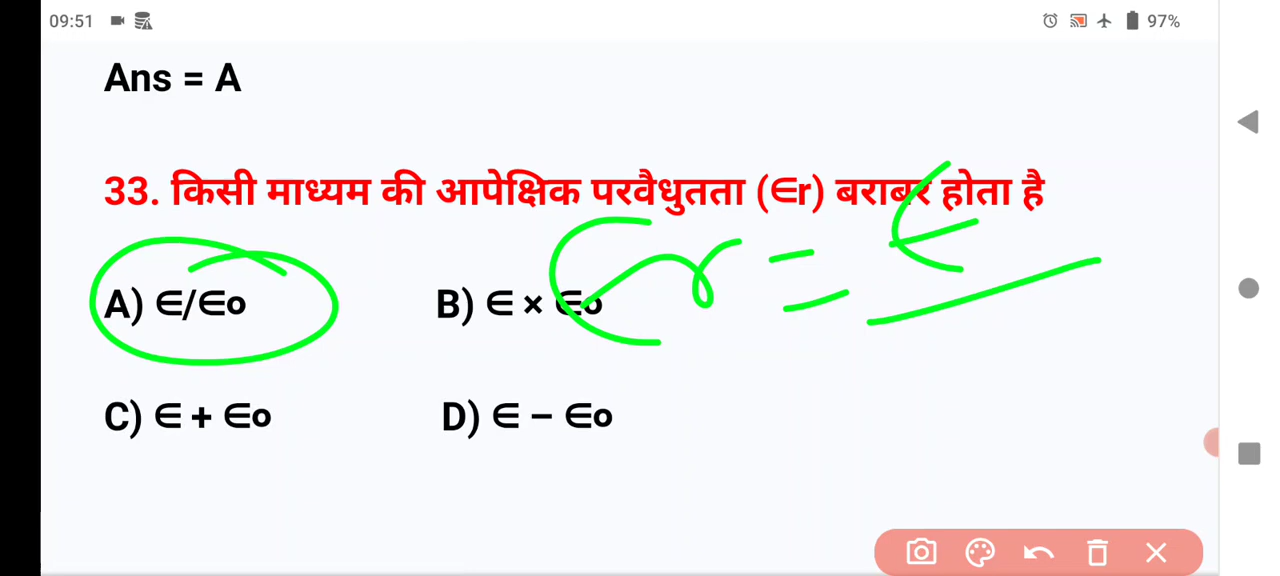 09:51 97%
Ans = A
33. किसी माध्यम की आपेक्षिक परवैधुतता (∈r) बराबर होता है
∈r = ∈
A) ∈/∈o B) ∈ × ∈o
C) ∈ + ∈o D) ∈ − ∈o